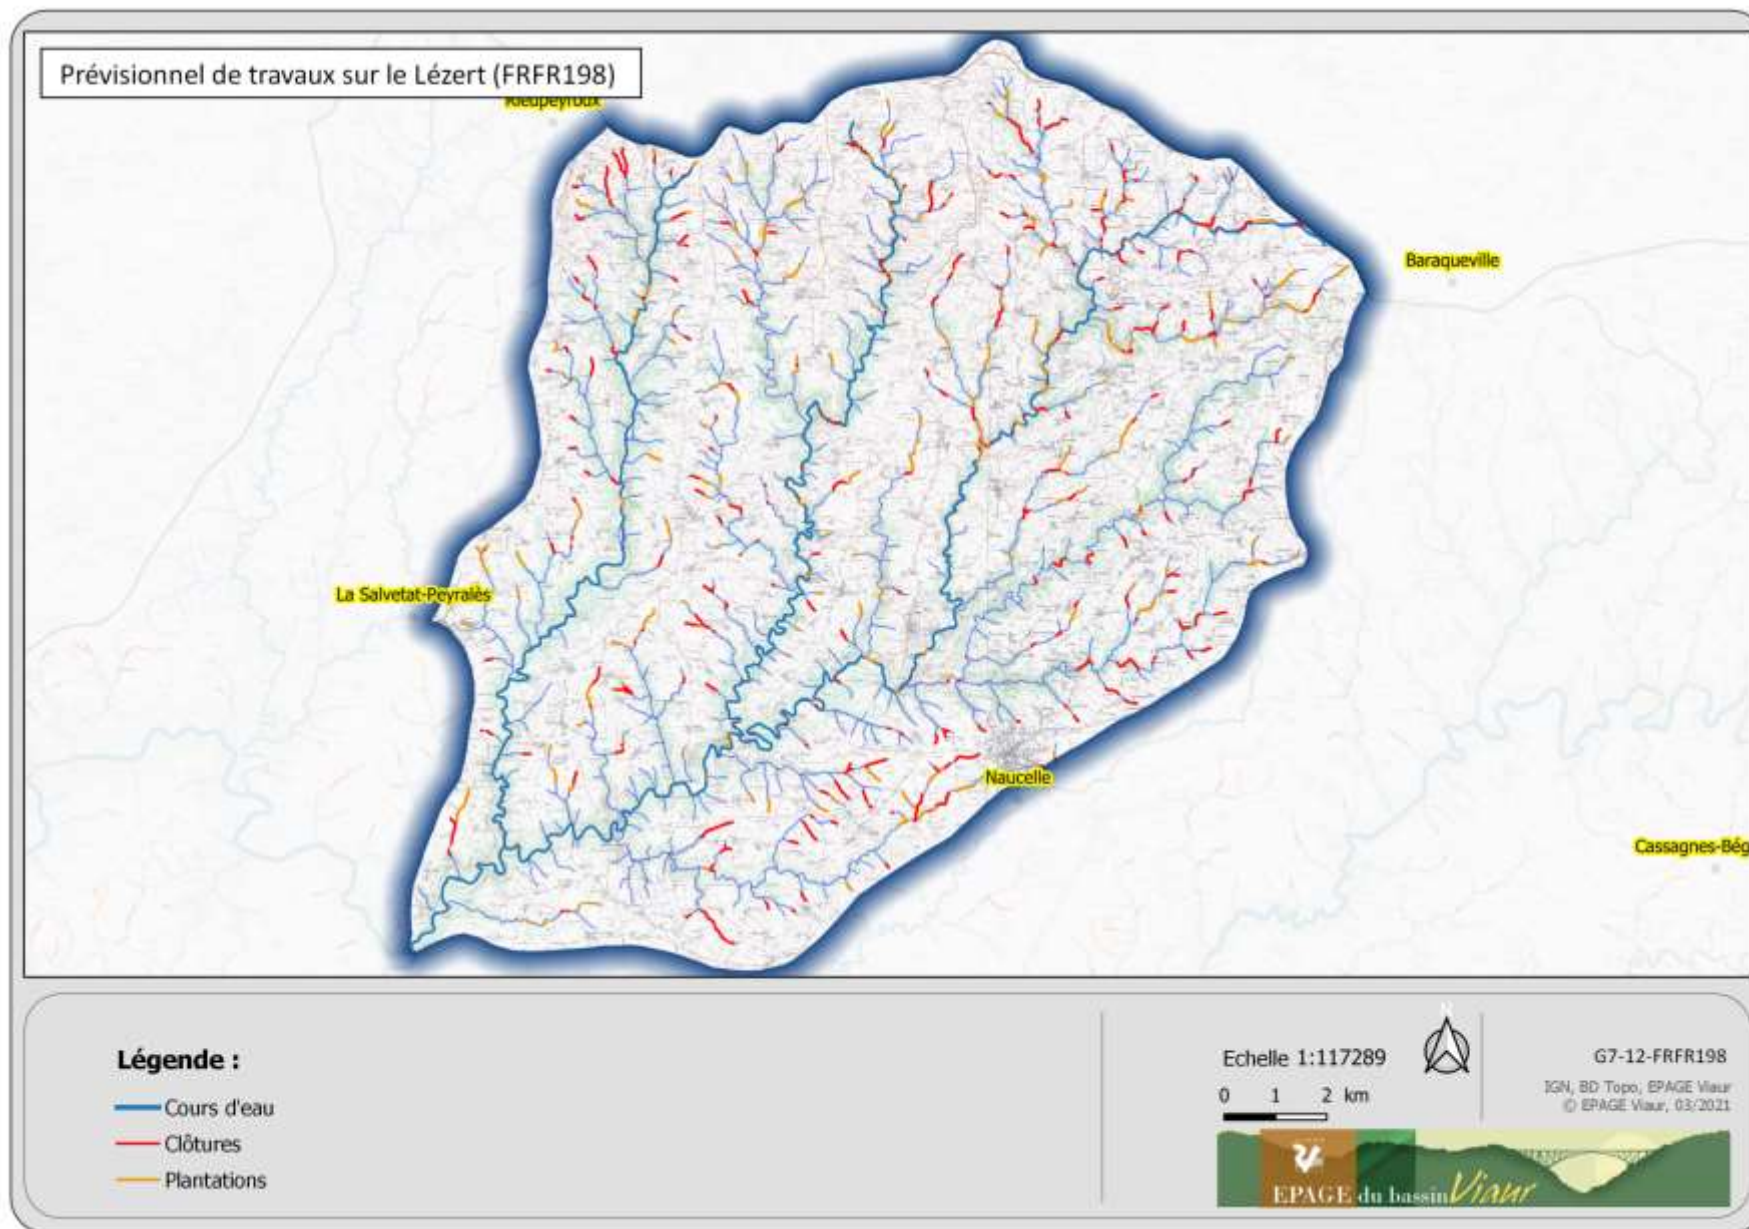 Prévisionnel de travaux sur le Lézert (FRFR198)
Rieupeyroux
Baraqueville
La Salvetat-Peyralès
Naucelle
Cassagnes-Bég
Légende :
Cours d'eau
Clôtures
Plantations
Echelle 1:117289
0 1 2 km
N
G7-12-FRFR198
IGN, BD Topo, EPAGE Viaur
© EPAGE Viaur, 03/2021
EPAGE du bassin Viaur